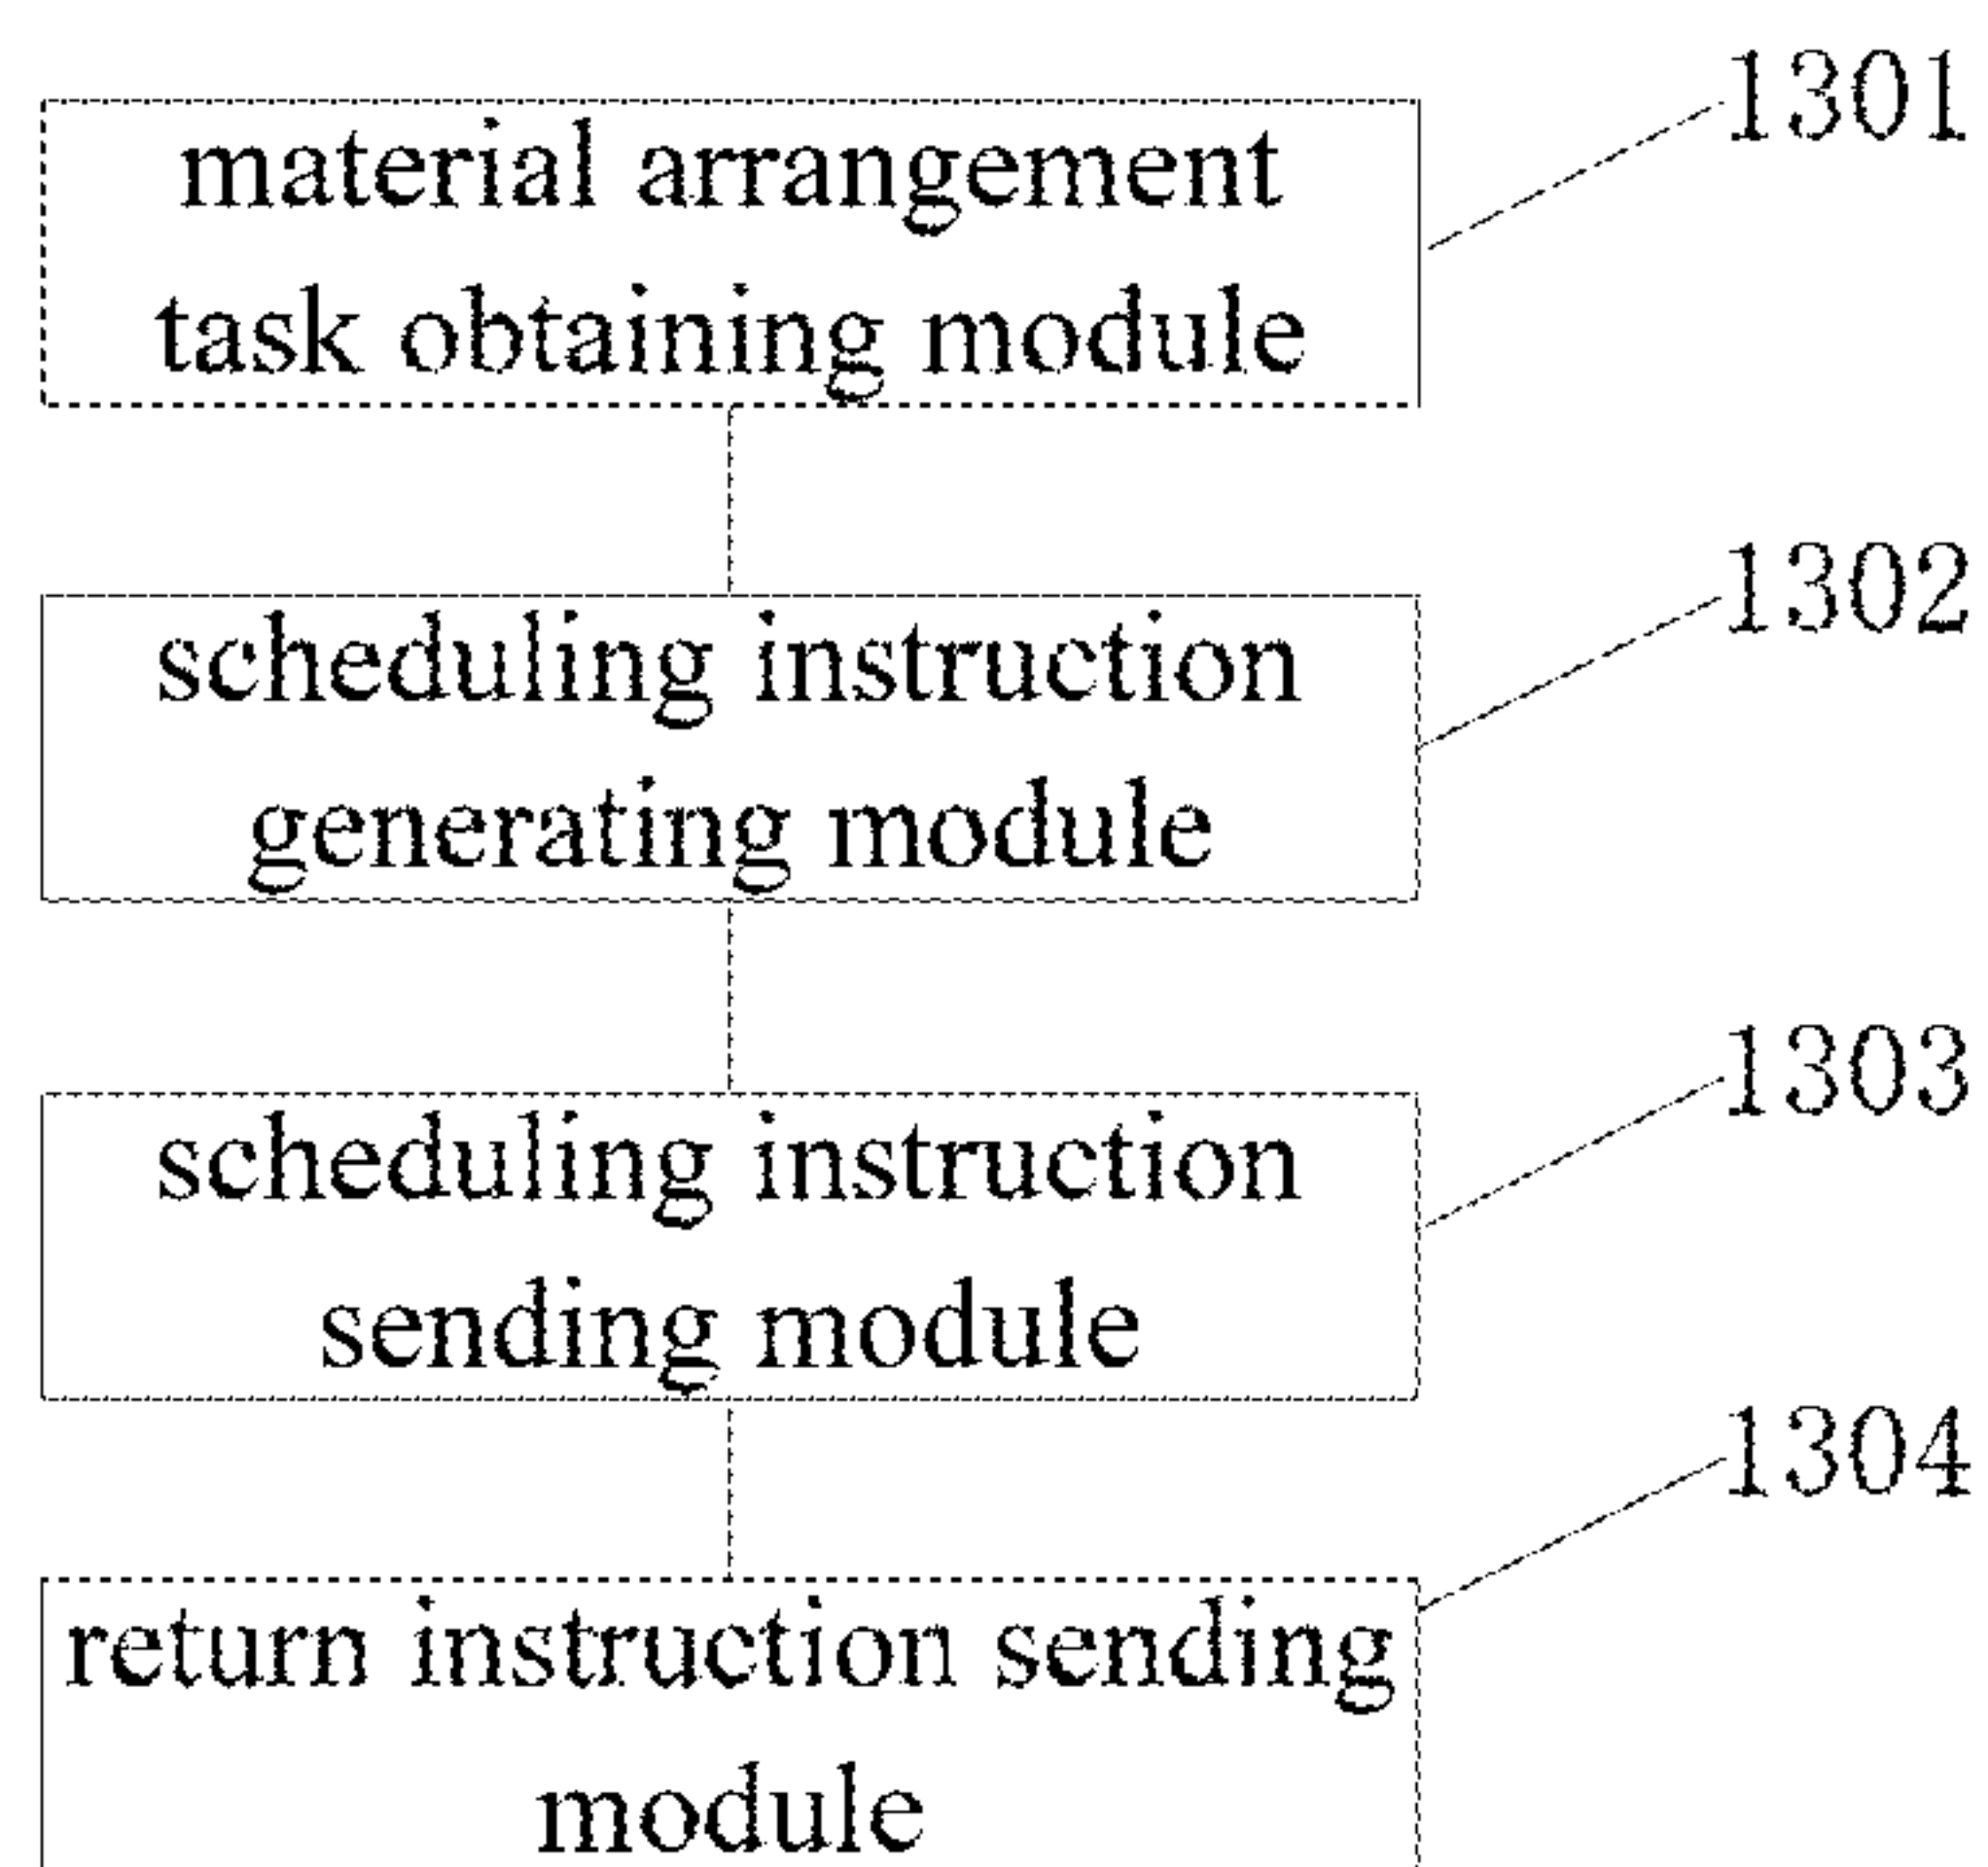 1301
material arrangement
task obtaining module
1302
scheduling instruction
generating module
1303
scheduling instruction
sending module
1304
return instruction sending
module